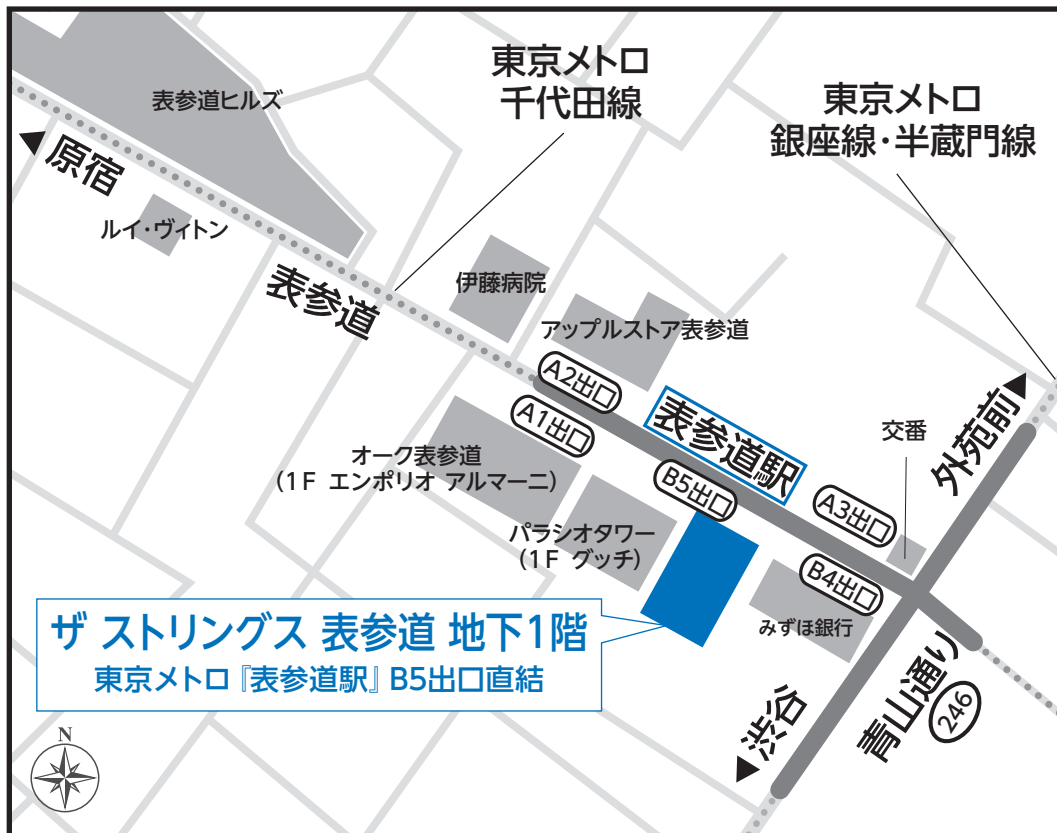 東京メトロ
千代田線
東京メトロ
銀座線・半蔵門線
表参道ヒルズ
原宿
ルイ・ヴィトン
表参道
伊藤病院
アップルストア表参道
A2出口
A1出口
表参道駅
外苑前
交番
オーク表参道
(1F エンポリオ アルマーニ)
B5出口
A3出口
パラシオタワー
(1F グッチ)
B4出口
みずほ銀行
ザ ストリングス 表参道 地下1階
東京メトロ『表参道駅』B5出口直結
青山通り
246
渋谷
N